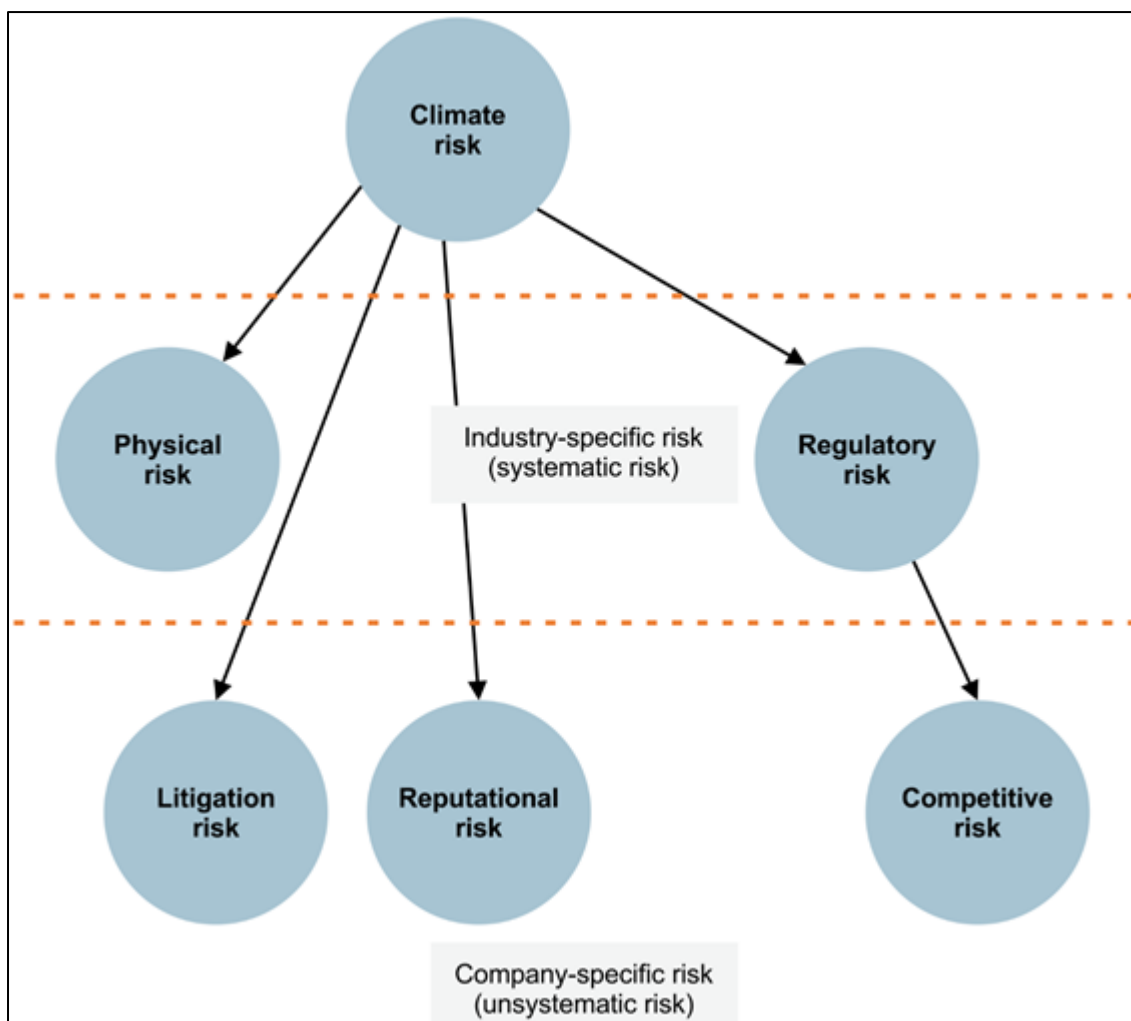 Climate
risk
Physical
risk
Industry-specific risk
(systematic risk)
Regulatory
risk
Litigation
risk
Reputational
risk
Competitive
risk
Company-specific risk
(unsystematic risk)